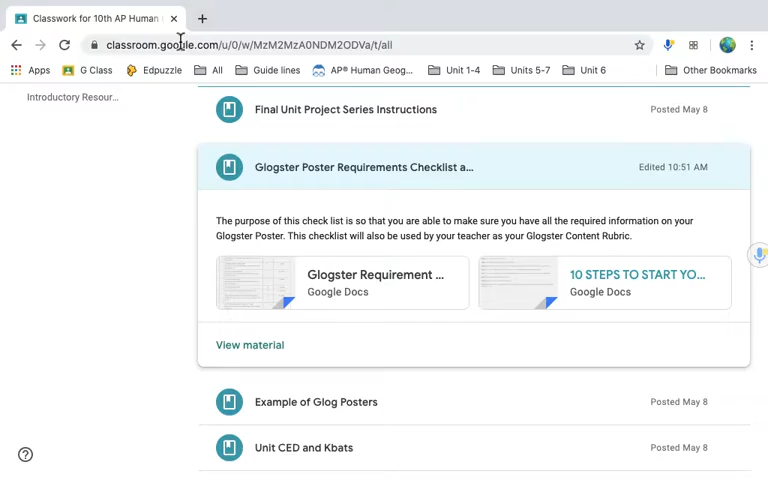 Classwork for 10th AP Human
classroom.google.com/u/0/w/MzM2MzA0NDM2ODVa/t/all
Apps G Class Edpuzzle All Guide lines AP® Human Geog... Unit 1-4 Units 5-7 Unit 6 Other Bookmarks
Introductory Resour...
Final Unit Project Series Instructions Posted May 8
Glogster Poster Requirements Checklist a... Edited 10:51 AM
The purpose of this check list is so that you are able to make sure you have all the required information on your
Glogster Poster. This checklist will also be used by your teacher as your Glogster Content Rubric.
Glogster Requirement ... 10 STEPS TO START YO...
Google Docs Google Docs
View material
Example of Glog Posters Posted May 8
Unit CED and Kbats Posted May 8